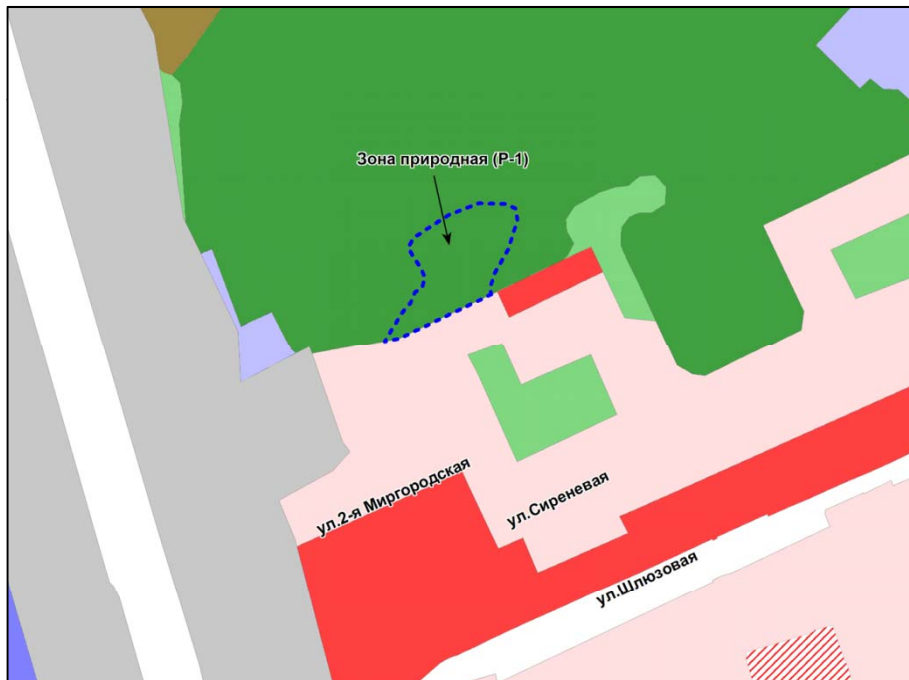 Зона природная (Р-1)
ул.2-я Миргородская
ул.Сиреневая
ул.Шлюзовая